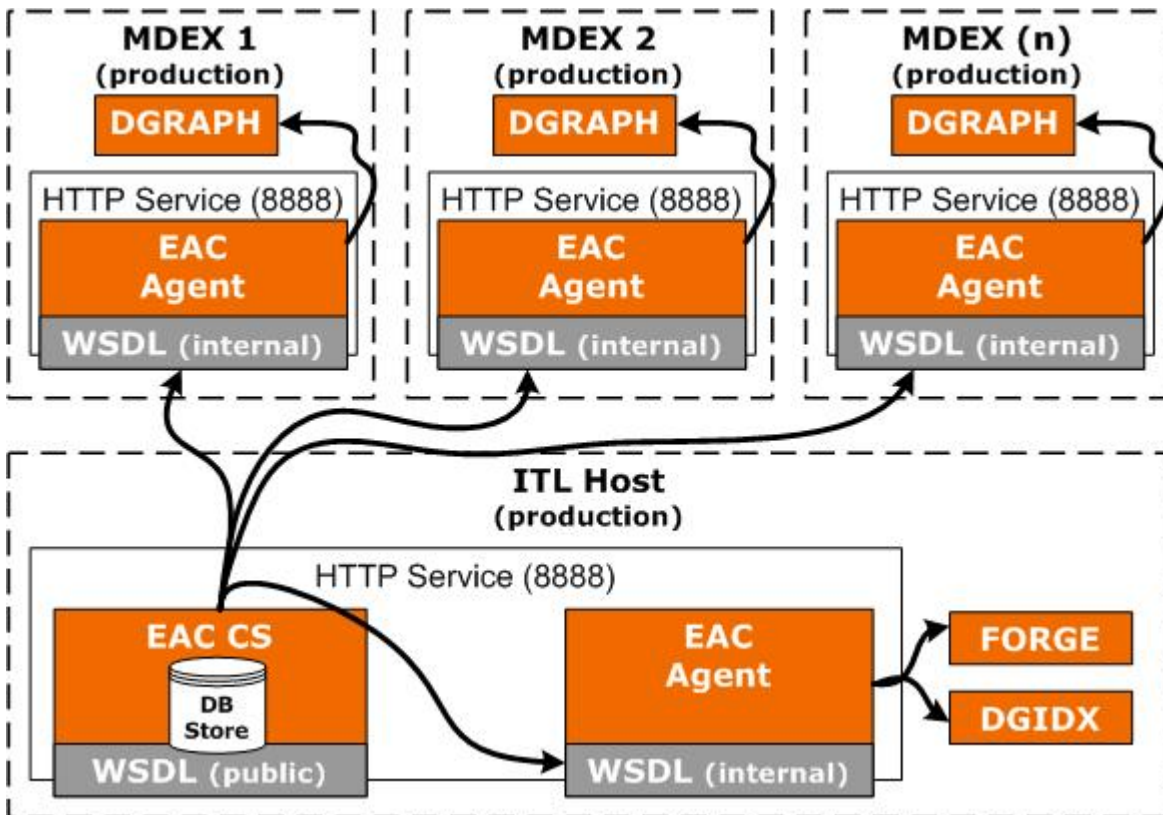 MDEX 1
(production)
DGRAPH
HTTP Service (8888)
EAC
Agent
WSDL (internal)
MDEX 2
(production)
DGRAPH
HTTP Service (8888)
EAC
Agent
WSDL (internal)
MDEX (n)
(production)
DGRAPH
HTTP Service (8888)
EAC
Agent
WSDL (internal)
ITL Host
(production)
HTTP Service (8888)
EAC CS
DB
Store
WSDL (public)
EAC
Agent
WSDL (internal)
FORGE
DGIDX